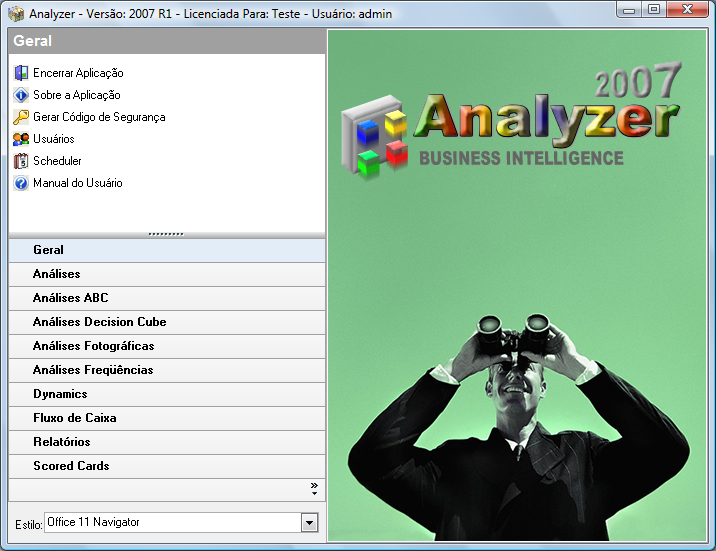 Analyzer - Versão: 2007 R1 - Licenciada Para: Teste - Usuário: admin
Geral
Encerrar Aplicação
Sobre a Aplicação
Gerar Código de Segurança
Usuários
Scheduler
Manual do Usuário
Geral
Análises
Análises ABC
Análises Decision Cube
Análises Fotográficas
Análises Freqüências
Dynamics
Fluxo de Caixa
Relatórios
Scored Cards
Estilo: Office 11 Navigator
2007
Analyzer
BUSINESS INTELLIGENCE